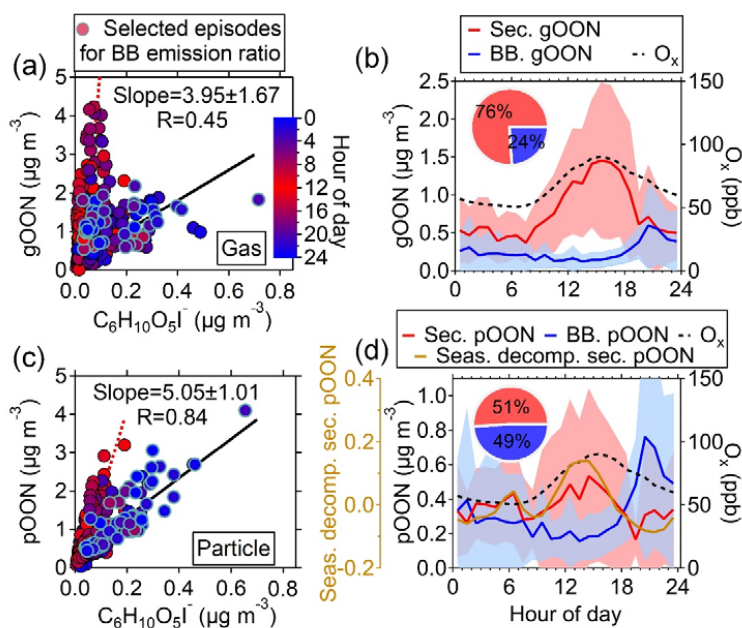 Selected episodes
for BB emission ratio
(a)
5
4
3
2
1
0
gOON (µg m⁻³)
Slope=3.95±1.67
R=0.45
0
8
16
24
Hour of day
Gas
0.0 0.2 0.4 0.6 0.8
C₆H₁₀O₅I⁻ (µg m⁻³)
(b)
Sec. gOON
BB. gOON Oₓ
2.5
2.0
1.5
1.0
0.5
0.0
gOON (µg m⁻³)
76%
24%
150
100
50
0
Oₓ (ppb)
0 6 12 18 24
(c)
5
4
3
2
1
0
pOON (µg m⁻³)
Slope=5.05±1.01
R=0.84
Particle
0.0 0.2 0.4 0.6 0.8
C₆H₁₀O₅I⁻ (µg m⁻³)
0.4
0.2
0.0
-0.2
Seas. decomp. sec. pOON
(d)
Sec. pOON BB. pOON Oₓ
Seas. decomp. sec. pOON
1.0
0.8
0.6
0.4
0.2
0.0
pOON (µg m⁻³)
51%
49%
150
100
50
0
Oₓ (ppb)
0 6 12 18 24
Hour of day